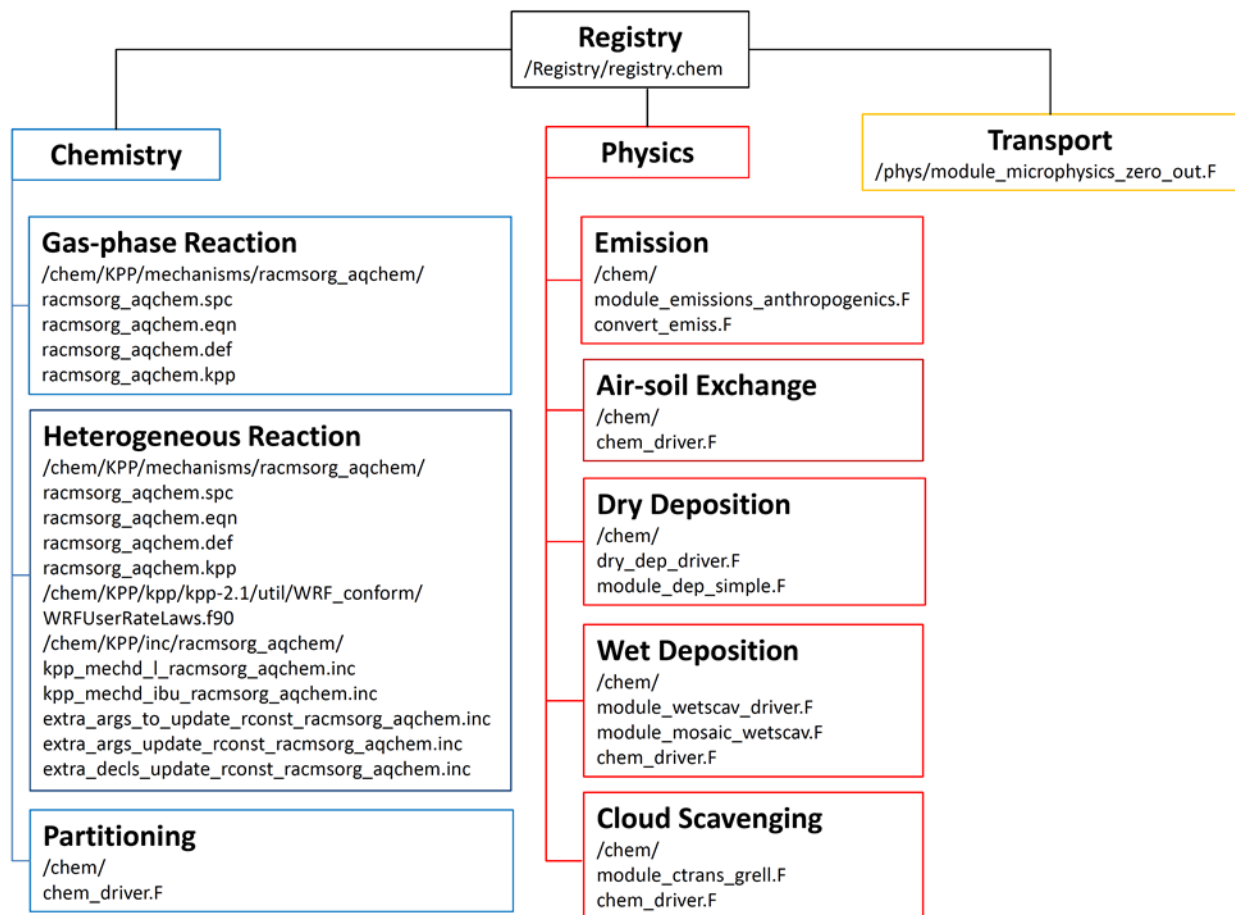 Registry
/Registry/registry.chem
Chemistry
Physics
Transport
/phys/module_microphysics_zero_out.F
Gas-phase Reaction
/chem/KPP/mechanisms/racmsorg_aqchem/
racmsorg_aqchem.spc
racmsorg_aqchem.eqn
racmsorg_aqchem.def
racmsorg_aqchem.kpp
Heterogeneous Reaction
/chem/KPP/mechanisms/racmsorg_aqchem/
racmsorg_aqchem.spc
racmsorg_aqchem.eqn
racmsorg_aqchem.def
racmsorg_aqchem.kpp
/chem/KPP/kpp/kpp-2.1/util/WRF_conform/
WRFUserRateLaws.f90
/chem/KPP/inc/racmsorg_aqchem/
kpp_mechd_l_racmsorg_aqchem.inc
kpp_mechd_ibu_racmsorg_aqchem.inc
extra_args_to_update_rconst_racmsorg_aqchem.inc
extra_args_update_rconst_racmsorg_aqchem.inc
extra_decls_update_rconst_racmsorg_aqchem.inc
Partitioning
/chem/
chem_driver.F
Emission
/chem/
module_emissions_anthropogenics.F
convert_emiss.F
Air-soil Exchange
/chem/
chem_driver.F
Dry Deposition
/chem/
dry_dep_driver.F
module_dep_simple.F
Wet Deposition
/chem/
module_wetscav_driver.F
module_mosaic_wetscav.F
chem_driver.F
Cloud Scavenging
/chem/
module_ctrans_grell.F
chem_driver.F